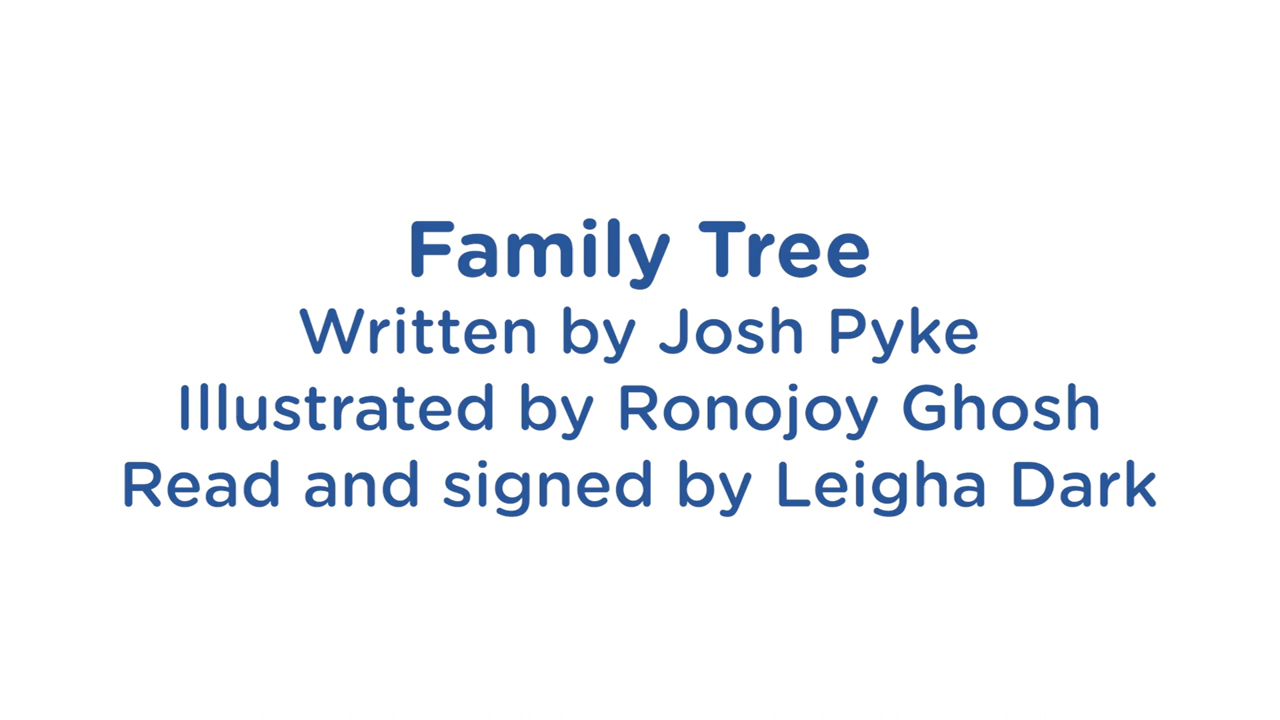 Family Tree
Written by Josh Pyke
Illustrated by Ronojoy Ghosh
Read and signed by Leigha Dark